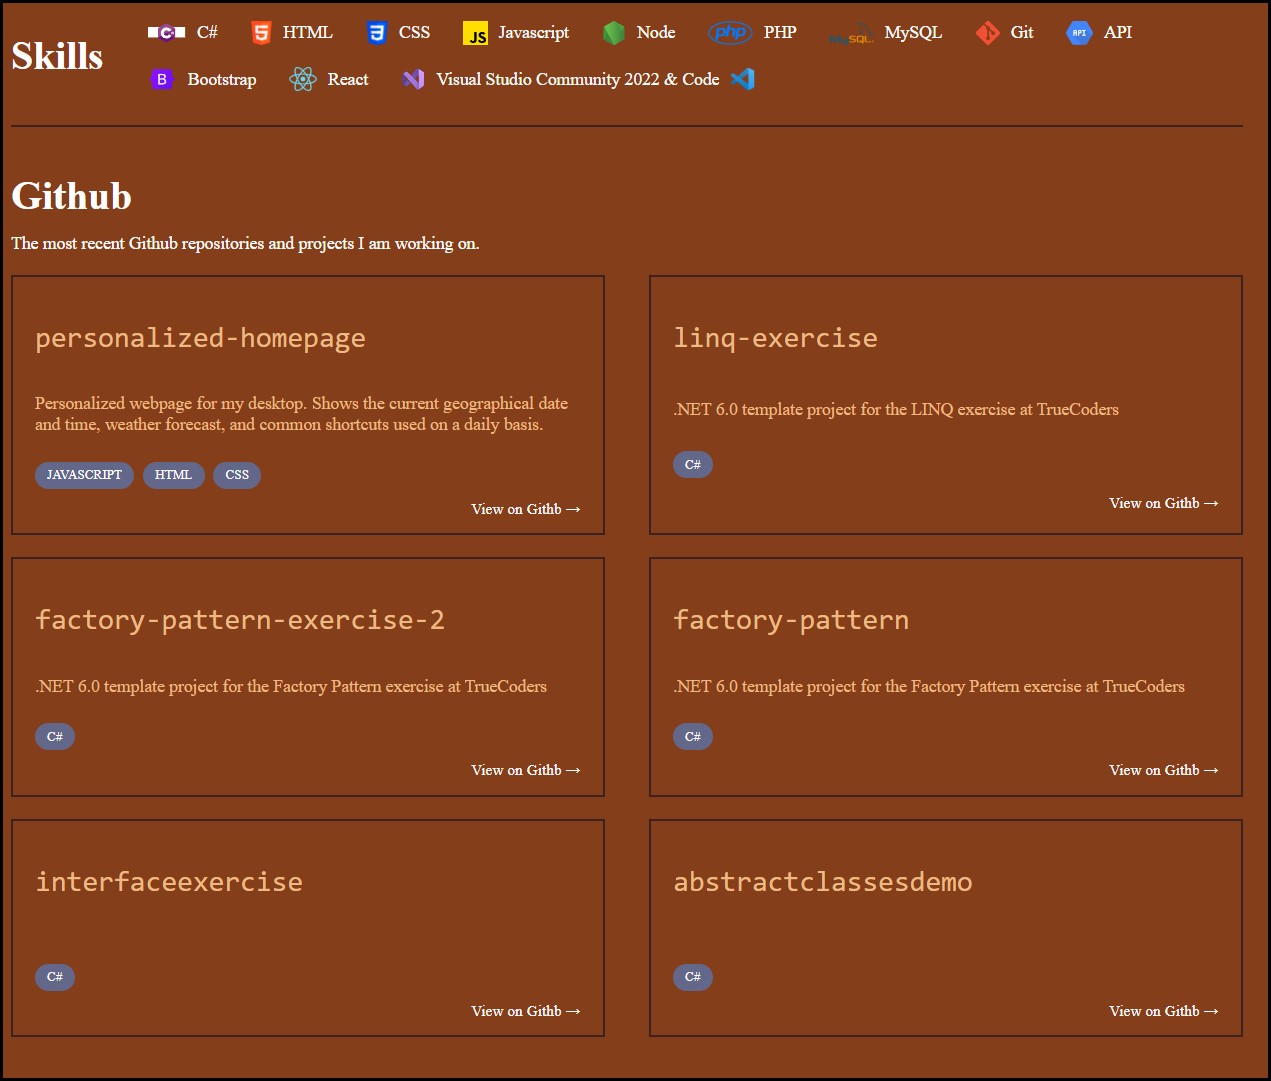 Skills
C# HTML CSS JS Javascript Node php PHP MySQL MySQL Git API API
B Bootstrap React Visual Studio Community 2022 & Code
Github
The most recent Github repositories and projects I am working on.
personalized-homepage
Personalized webpage for my desktop. Shows the current geographical date
and time, weather forecast, and common shortcuts used on a daily basis.
JAVASCRIPT HTML CSS
View on Githb →
linq-exercise
.NET 6.0 template project for the LINQ exercise at TrueCoders
C#
View on Githb →
factory-pattern-exercise-2
.NET 6.0 template project for the Factory Pattern exercise at TrueCoders
C#
View on Githb →
factory-pattern
.NET 6.0 template project for the Factory Pattern exercise at TrueCoders
C#
View on Githb →
interfaceexercise
C#
View on Githb →
abstractclassesdemo
C#
View on Githb →